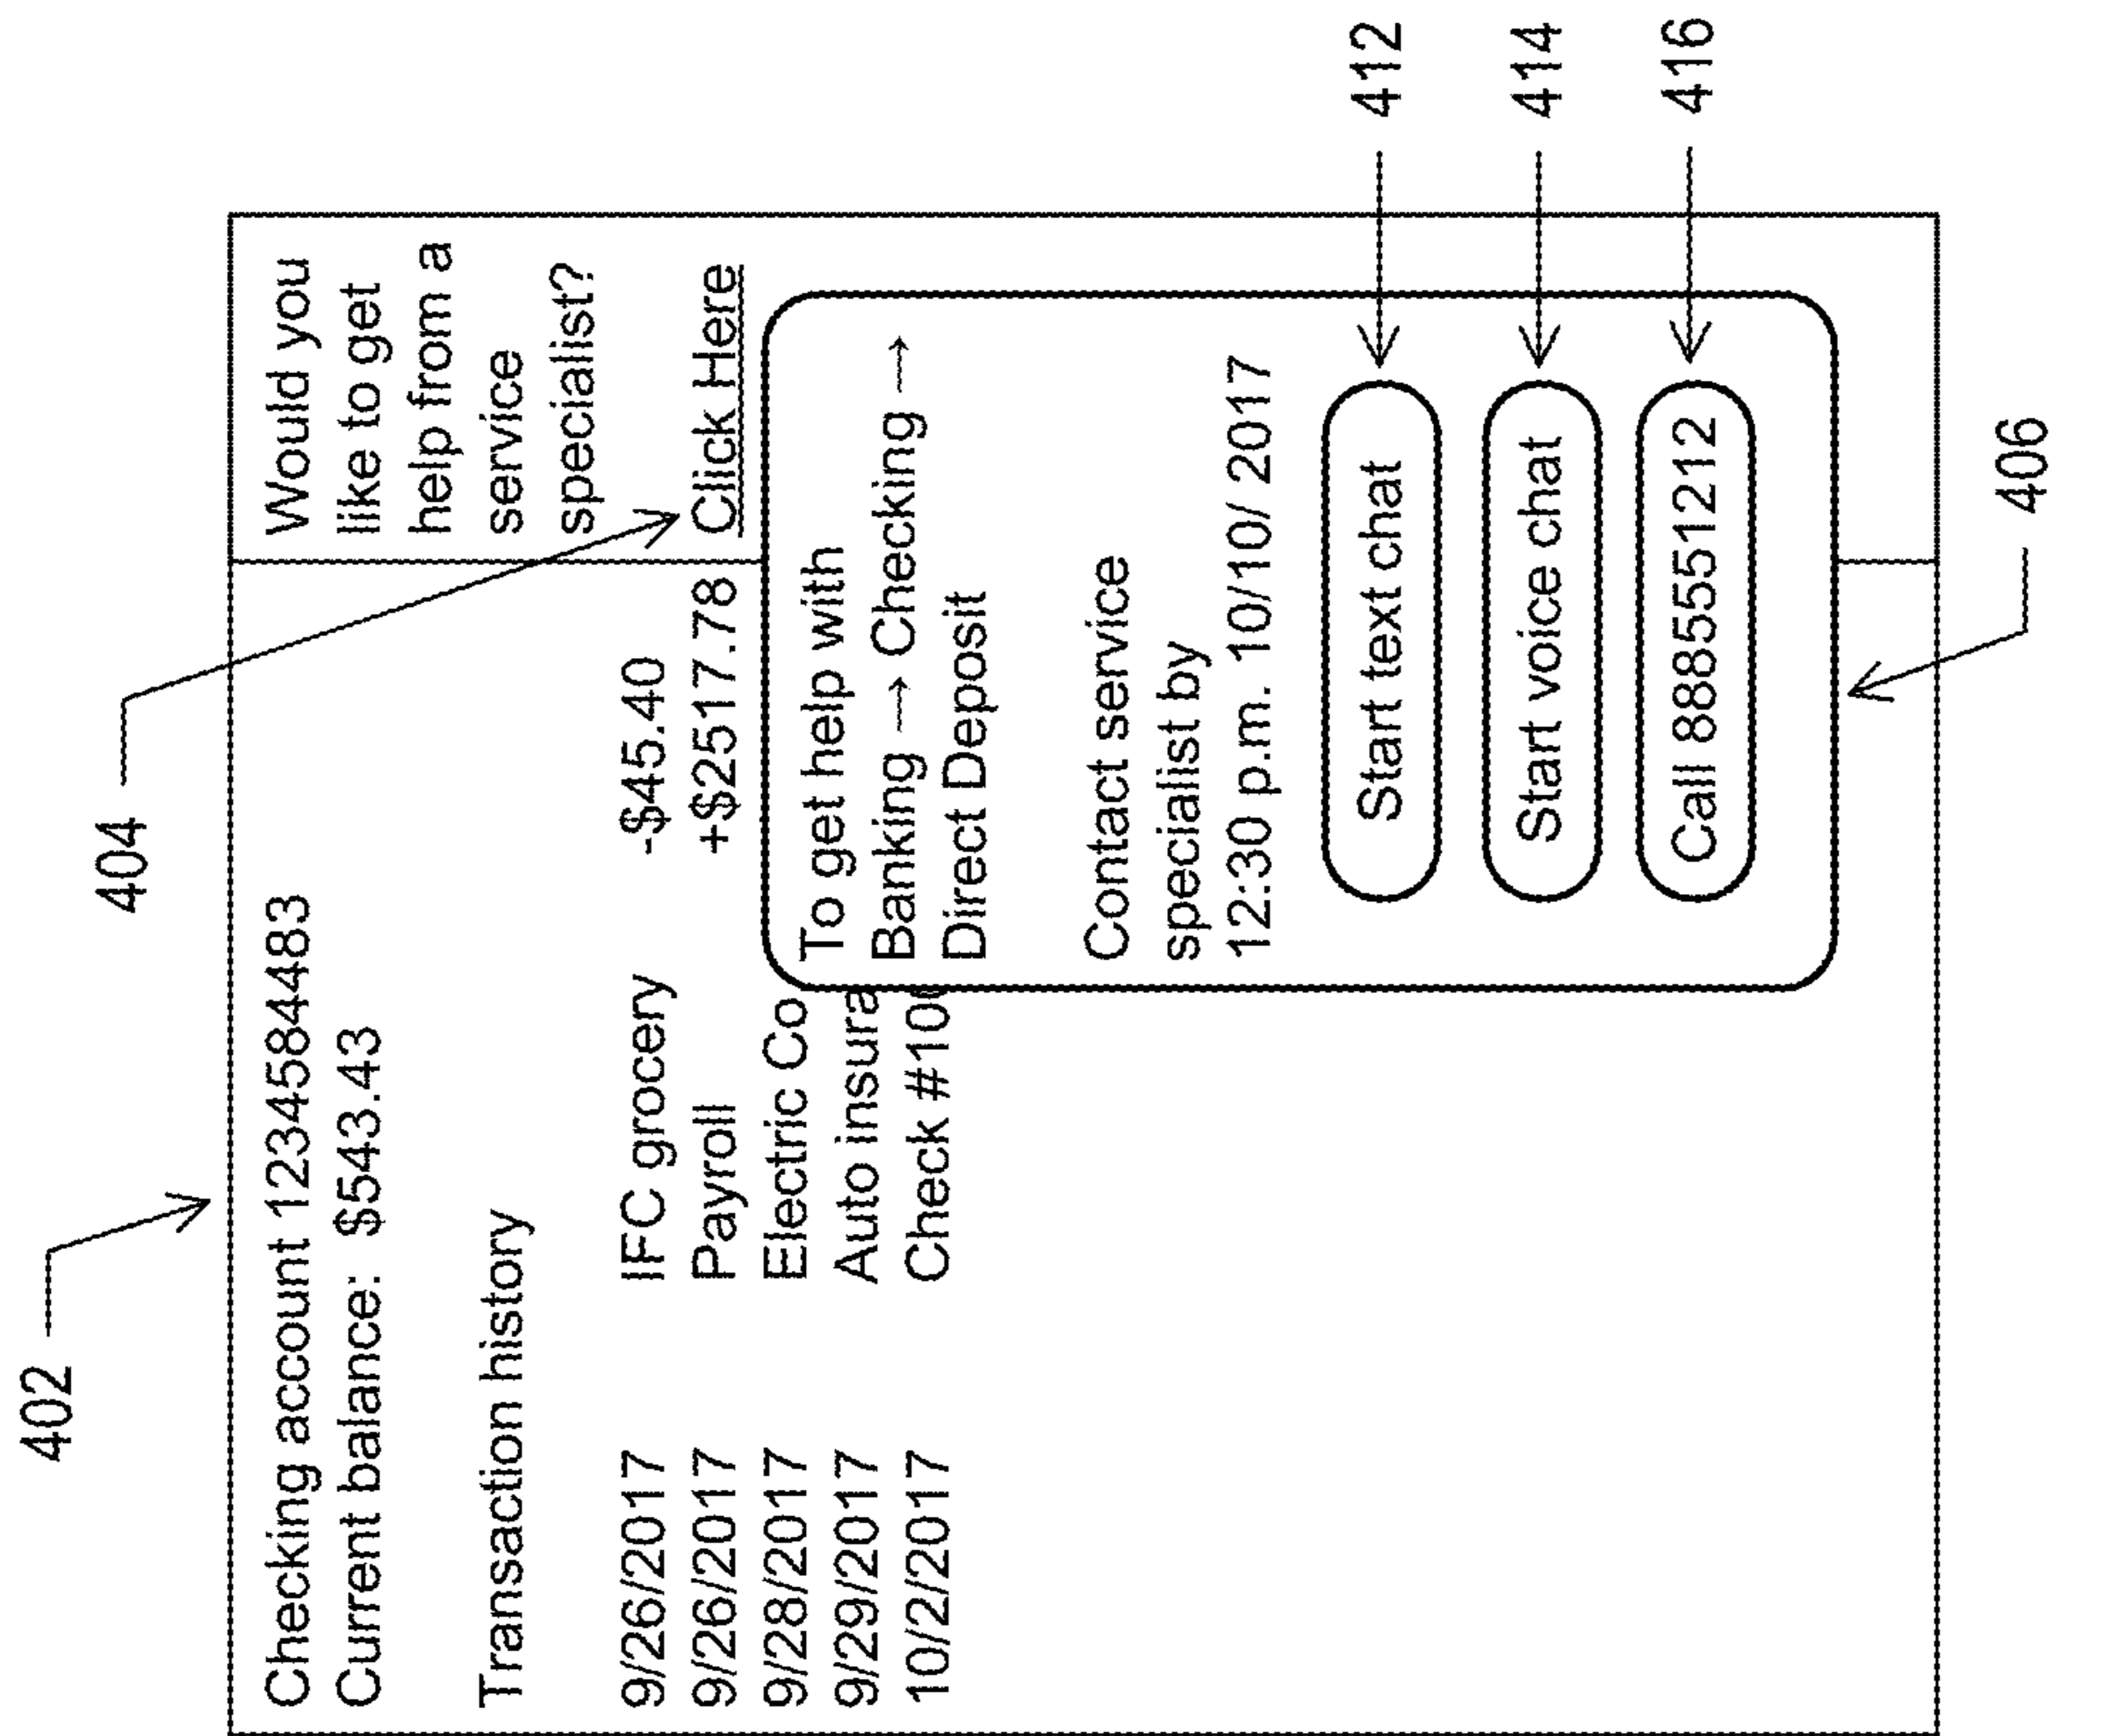 402
404
Checking account 1234584483
Current balance: $543.43
Transaction history
9/26/2017 IFC grocery -$45.40
9/26/2017 Payroll +$2517.78
9/28/2017 Electric Co
9/29/2017 Auto insura
10/2/2017 Check #10
Would you
like to get
help from a
service
specialist?
Click Here
To get help with
Banking → Checking →
Direct Deposit
Contact service
specialist by
12:30 p.m. 10/10/ 2017
Start text chat
412
Start voice chat
414
Call 8885551212
416
406